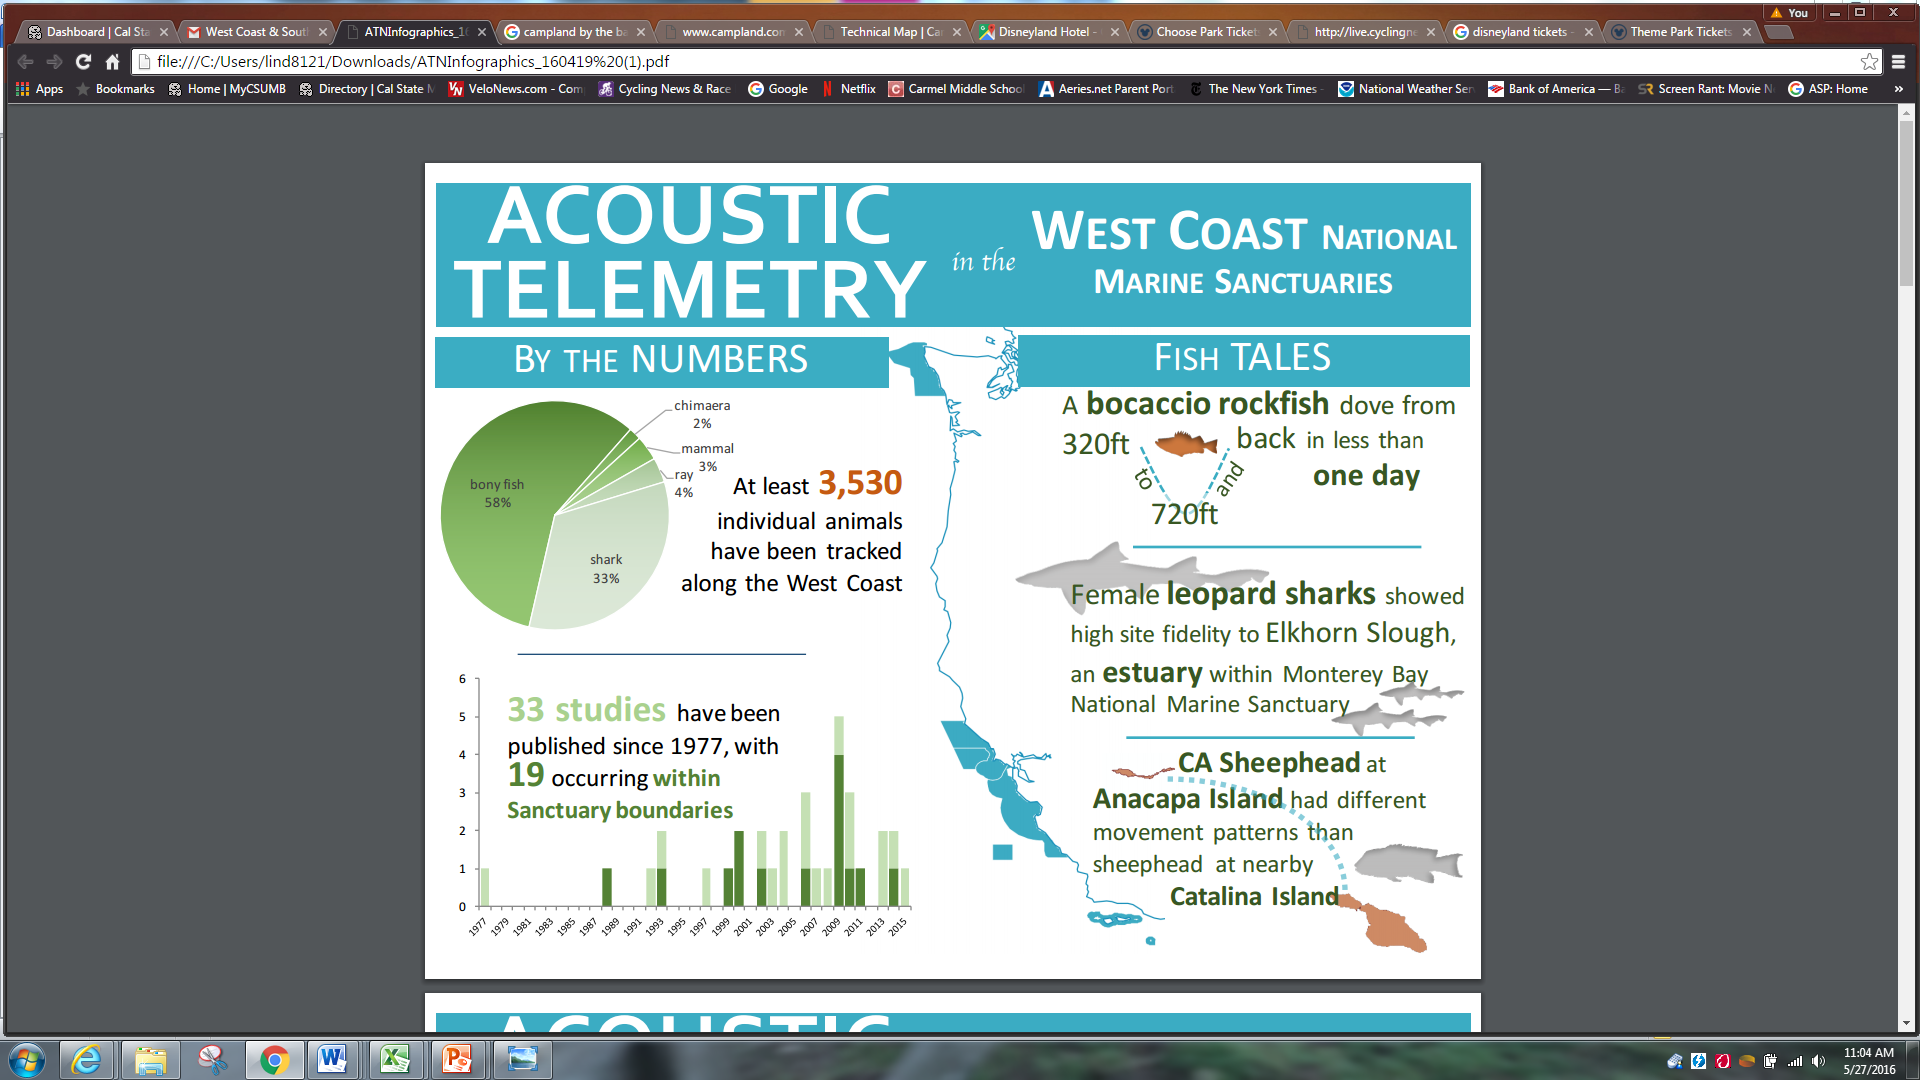 You
Dashboard | Cal Sta
West Coast & Sout
ATNInfographics_1
campland by the b
www.campland.con
Technical Map | Ca
Disneyland Hotel -
Choose Park Ticket
http://live.cyclingne
disneyland tickets -
Theme Park Tickets
file:///C:/Users/lind8121/Downloads/ATNInfographics_160419%20(1).pdf
Apps
Bookmarks
Home | MyCSUMB
Directory | Cal State M
VeloNews.com - Com
Cycling News & Race
Google
Netflix
Carmel Middle Schoo
Aeries.net Parent Port
The New York Times -
National Weather Ser
Bank of America — B
Screen Rant: Movie N
ASP: Home
»
ACOUSTIC
TELEMETRY
in the
WEST COAST NATIONAL
MARINE SANCTUARIES
BY THE NUMBERS
chimaera
2%
mammal
3%
ray
4%
bony fish
58%
shark
33%
At least 3,530
individual animals
have been tracked
along the West Coast
6
5
4
3
2
1
0
33 studies have been
published since 1977, with
19 occurring within
Sanctuary boundaries
1977
1979
1981
1983
1985
1987
1989
1991
1993
1995
1997
1999
2001
2003
2005
2007
2009
2011
2013
2015
FISH TALES
A bocaccio rockfish dove from
320ft
to
720ft
and
back in less than
one day
Female leopard sharks showed
high site fidelity to Elkhorn Slough,
an estuary within Monterey Bay
National Marine Sanctuary
CA Sheephead at
Anacapa Island had different
movement patterns than
sheephead at nearby
Catalina Island
ACOUSTIC
11:04 AM
5/27/2016